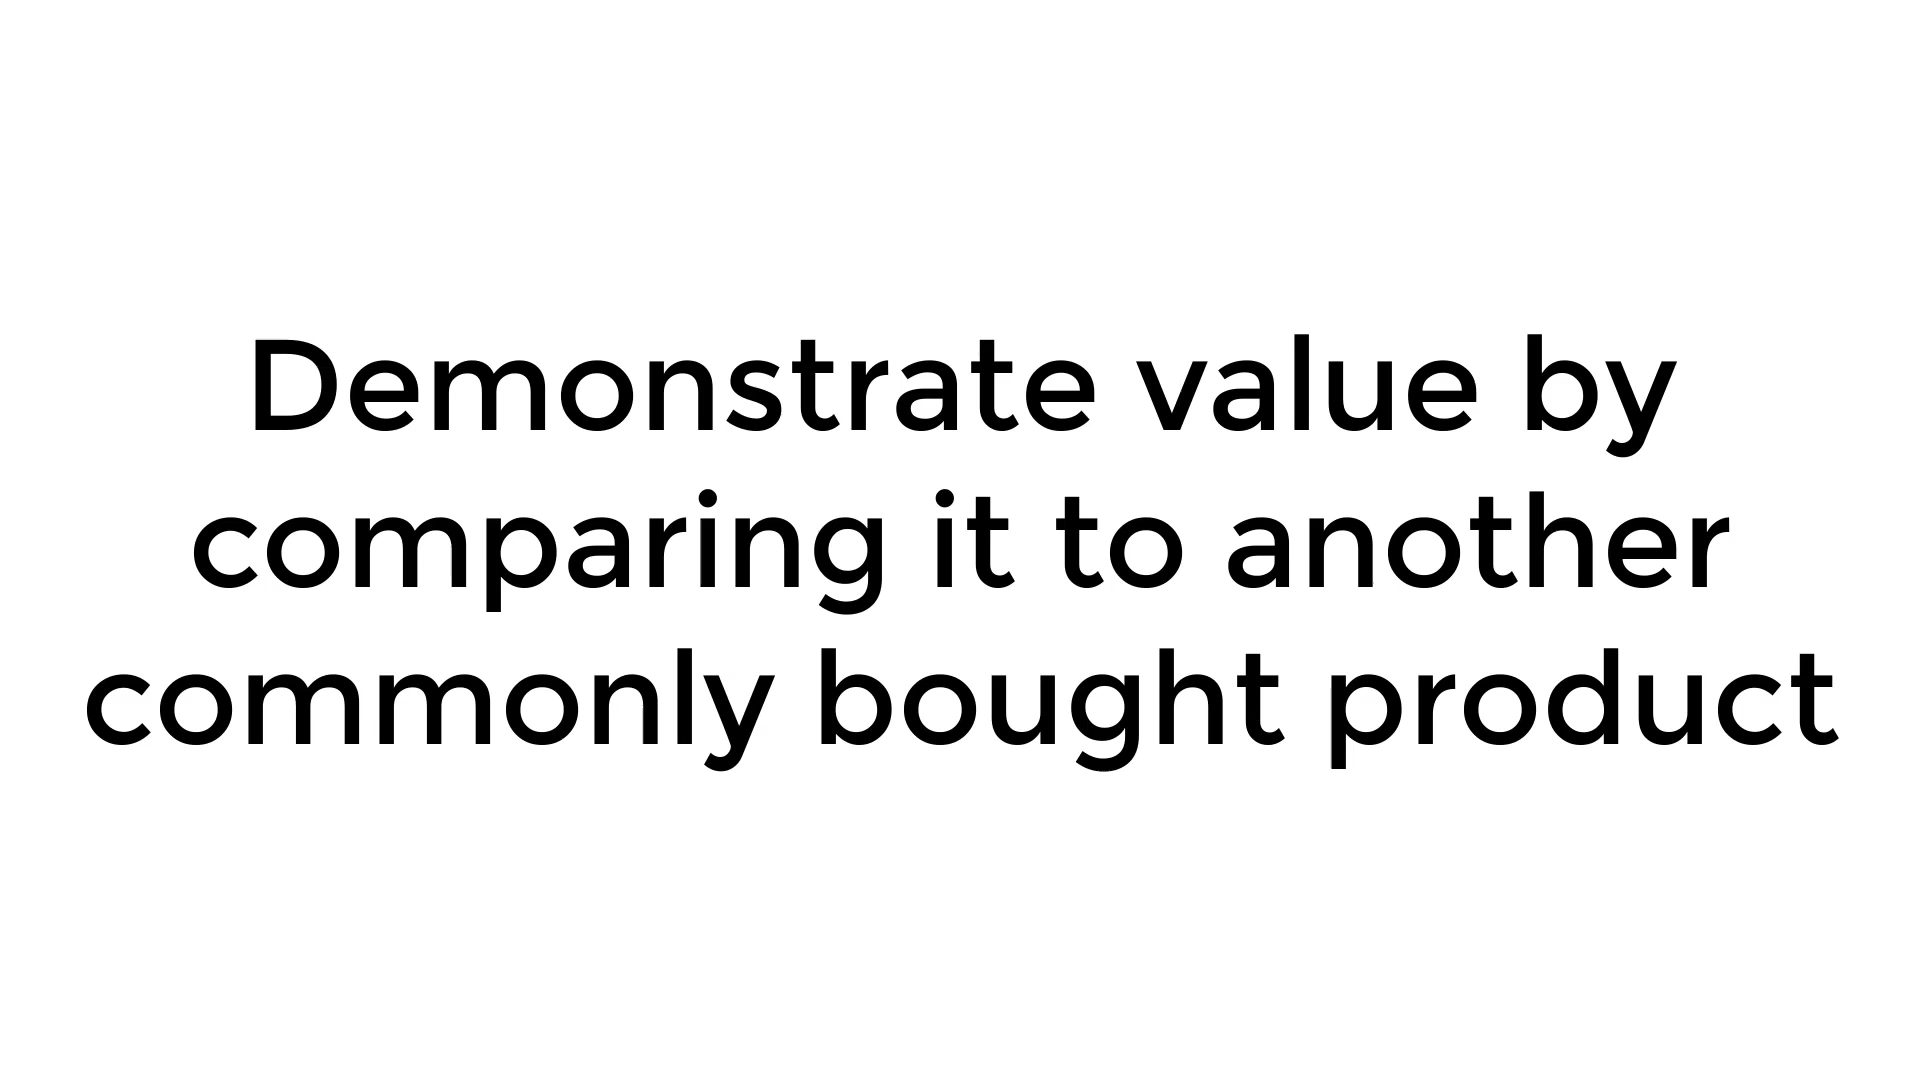 Demonstrate value by
comparing it to another
commonly bought product